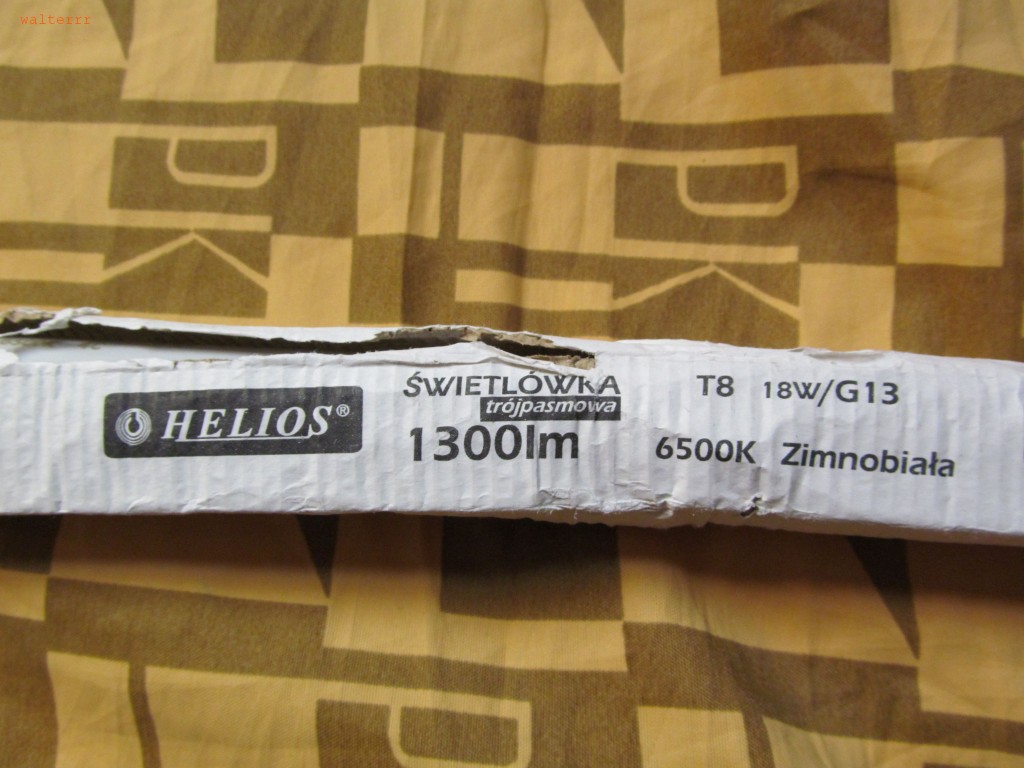 walterrr
HELIOS®
ŚWIETLÓWKA
trójpasmowa
1300lm
T8 18W/G13
6500K Zimnobiała